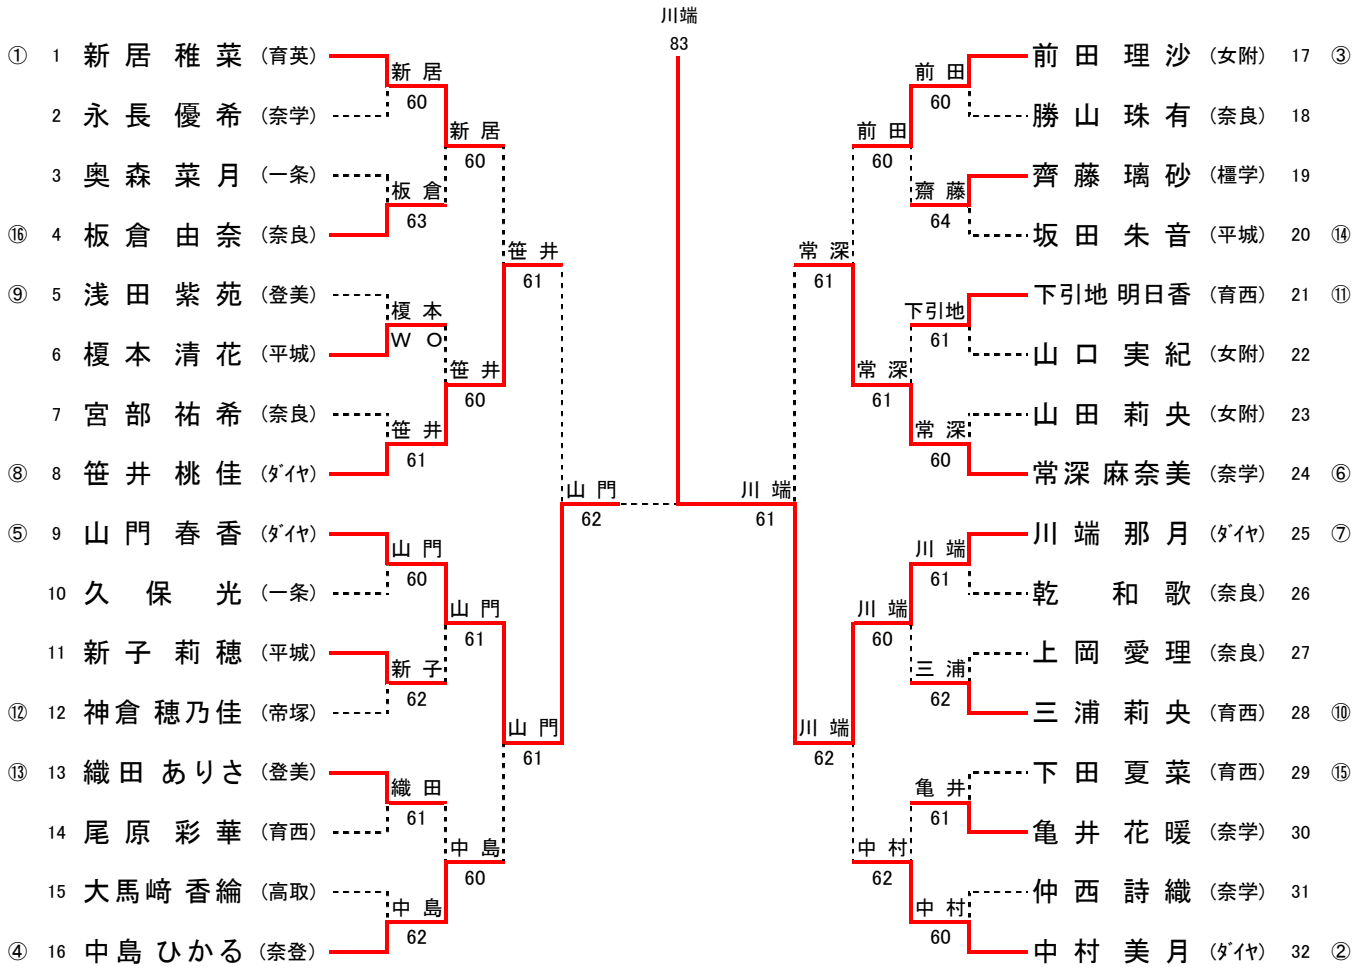 川端
83
① 1 新居 稚菜 (育英)
新居
60
2 永長 優希 (奈学)
新居
60
3 奥森 菜月 (一条)
板倉
63
⑯ 4 板倉 由奈 (奈良)
笹井
61
⑨ 5 浅田 紫苑 (登美)
榎本
WO
6 榎本 清花 (平城)
笹井
60
7 宮部 祐希 (奈良)
笹井
61
⑧ 8 笹井 桃佳 (ダイヤ)
山門
62
⑤ 9 山門 春香 (ダイヤ)
山門
60
10 久保 光 (一条)
山門
61
11 新子 莉穂 (平城)
新子
62
⑫ 12 神倉 穂乃佳 (帝塚)
山門
61
⑬ 13 織田 ありさ (登美)
織田
61
14 尾原 彩華 (育西)
中島
60
15 大馬﨑 香綸 (高取)
中島
62
④ 16 中島 ひかる (奈登)
前田 理沙 (女附) 17 ③
前田
60
勝山 珠有 (奈良) 18
前田
60
齊藤 璃砂 (橿学) 19
齋藤
64
坂田 朱音 (平城) 20 ⑭
常深
61
下引地 明日香 (育西) 21 ⑪
下引地
61
山口 実紀 (女附) 22
常深
61
山田 莉央 (女附) 23
常深
60
常深 麻奈美 (奈学) 24 ⑥
川端
61
川端 那月 (ダイヤ) 25 ⑦
川端
61
乾 和歌 (奈良) 26
川端
60
上岡 愛理 (奈良) 27
三浦
62
三浦 莉央 (育西) 28 ⑩
川端
62
下田 夏菜 (育西) 29 ⑮
亀井
61
亀井 花暖 (奈学) 30
中村
62
仲西 詩織 (奈学) 31
中村
60
中村 美月 (ダイヤ) 32 ②